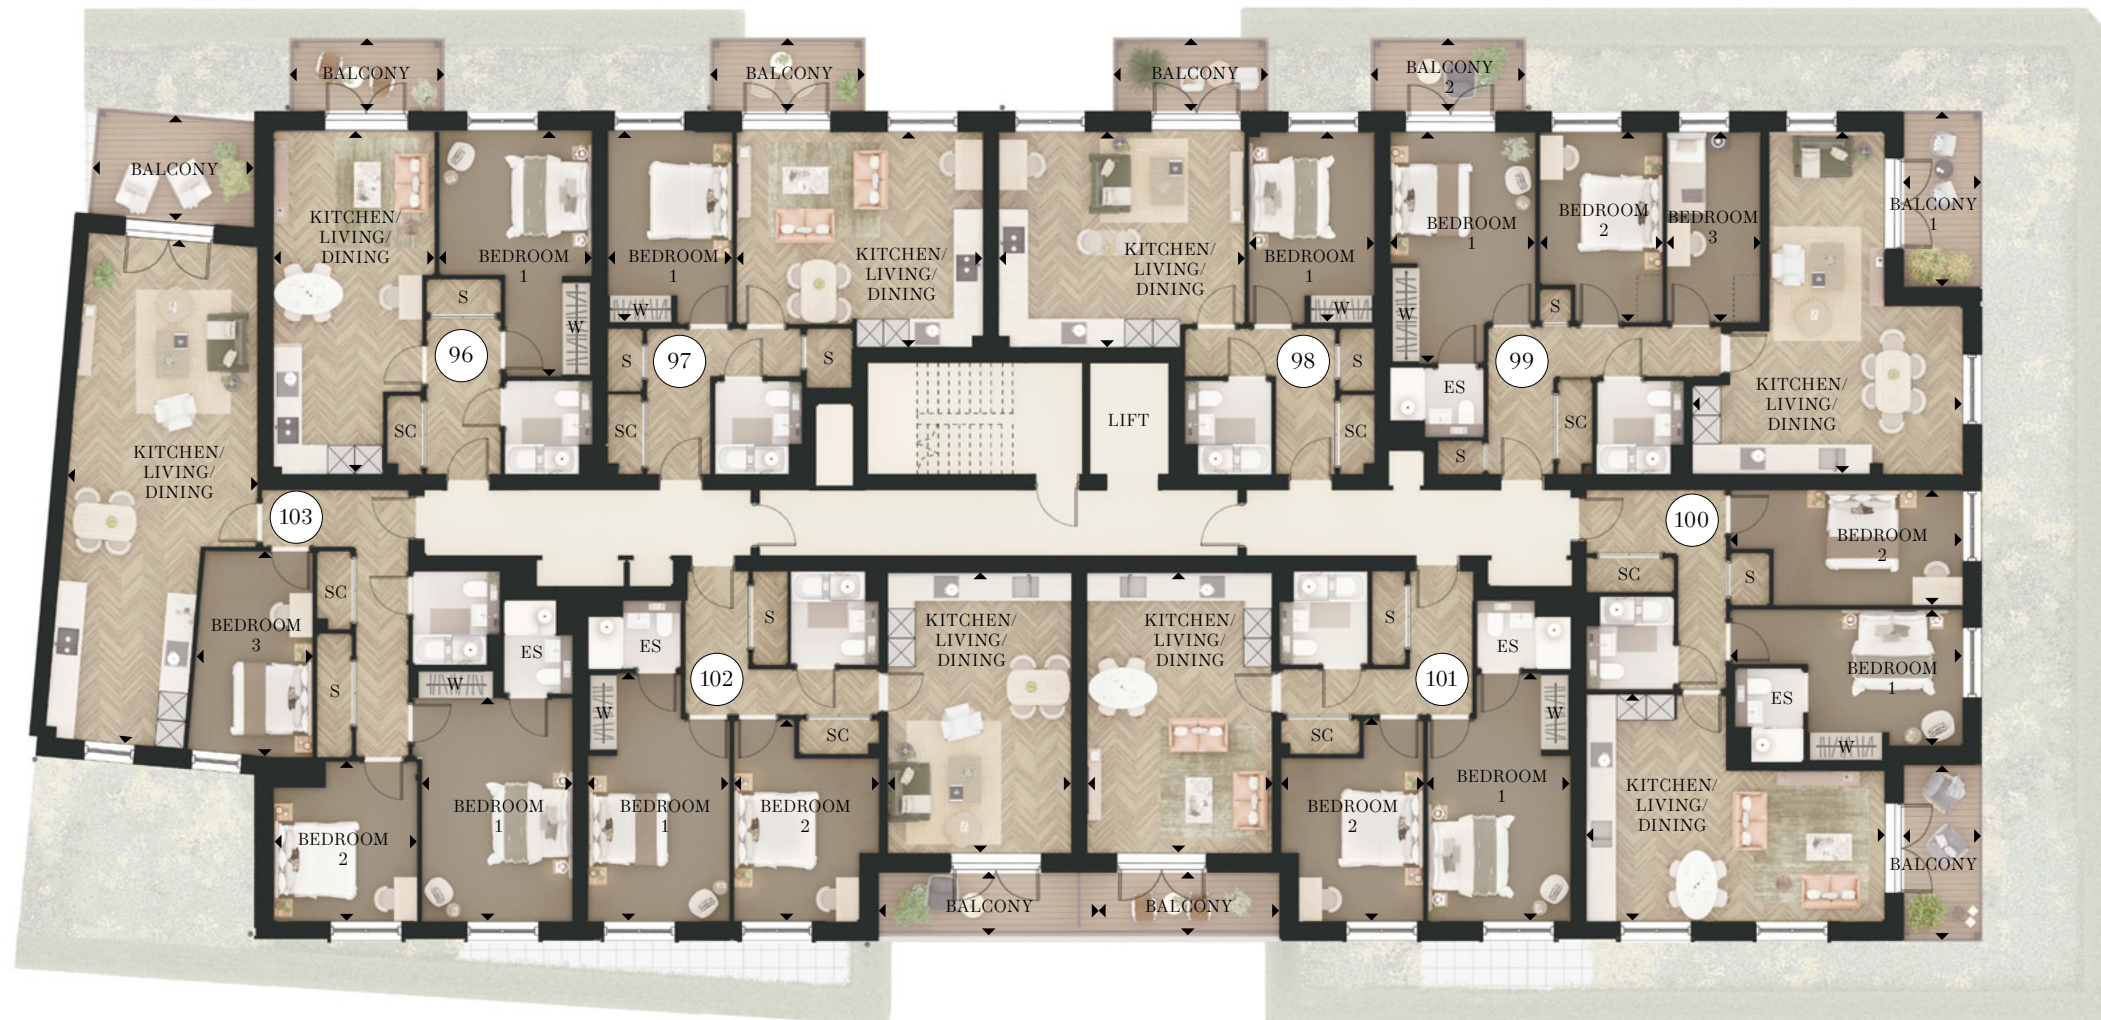 BALCONY
BALCONY
BALCONY
BALCONY
2
BALCONY
BALCONY
1
KITCHEN/
LIVING/
DINING
BEDROOM
1
S
W
96
SC
BEDROOM
1
W
KITCHEN/
LIVING/
DINING
S
97
S
SC
KITCHEN/
LIVING/
DINING
BEDROOM
1
W
98
S
SC
LIFT
BEDROOM
1
W
BEDROOM
2
BEDROOM
3
S
99
ES
SC
S
KITCHEN/
LIVING/
DINING
KITCHEN/
LIVING/
DINING
103
SC
S
BEDROOM
3
ES
W
BEDROOM
2
BEDROOM
1
ES
S
102
W
SC
BEDROOM
1
BEDROOM
2
KITCHEN/
LIVING/
DINING
BALCONY
KITCHEN/
LIVING/
DINING
BALCONY
S
101
ES
SC
W
BEDROOM
2
BEDROOM
1
100
SC
S
BEDROOM
2
BEDROOM
1
ES
W
KITCHEN/
LIVING/
DINING
BALCONY